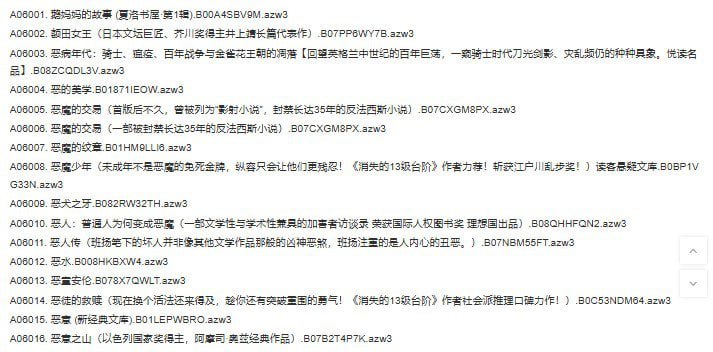 A06001. 鹅妈妈的故事 (夏洛书屋·第1辑).B00A4SBV9M.azw3
A06002. 额田女王（日本文坛巨匠、芥川奖得主井上靖长篇代表作）.B07PP6WY7B.azw3
A06003. 恶病年代：骑士、瘟疫、百年战争与金雀花王朝的凋落【回望英格兰中世纪的百年巨荡，一窥骑士时代刀光剑影、灾乱频仍的种种具象。悦读名
品】.B08ZCQDL3V.azw3
A06004. 恶的美学.B01871IEOW.azw3
A06005. 恶魔的交易（首版后不久，曾被列为“影射小说”，封禁长达35年的反法西斯小说）.B07CXGM8PX.azw3
A06006. 恶魔的交易（一部被封禁长达35年的反法西斯小说）.B07CXGM8PX.azw3
A06007. 恶魔的纹章.B01HM9LLI6.azw3
A06008. 恶魔少年（未成年不是恶魔的免死金牌，纵容只会让他们更残忍！《消失的13级台阶》作者力荐！斩获江户川乱步奖！）读客悬疑文库.B0BP1V
G33N.azw3
A06009. 恶犬之牙.B082RW32TH.azw3
A06010. 恶人：普通人为何变成恶魔（一部文学性与学术性兼具的加害者访谈录 荣获国际人权图书奖 理想国出品）.B08QHHFQN2.azw3
A06011. 恶人传（班扬笔下的坏人并非像其他文学作品那般的凶神恶煞，班扬注重的是人内心的丑恶。）.B07NBM55FT.azw3
A06012. 恶水.B008HKBXW4.azw3
A06013. 恶童安伦.B078X7QWLT.azw3
A06014. 恶徒的救赎（现在换个活法还来得及，趁你还有突破重围的勇气！《消失的13级台阶》作者社会派推理口碑力作！）.B0C53NDM64.azw3
A06015. 恶意 (新经典文库).B01LEPWBRO.azw3
A06016. 恶意之山（以色列国家奖得主，阿摩司·奥兹经典作品）.B07B2T4P7K.azw3